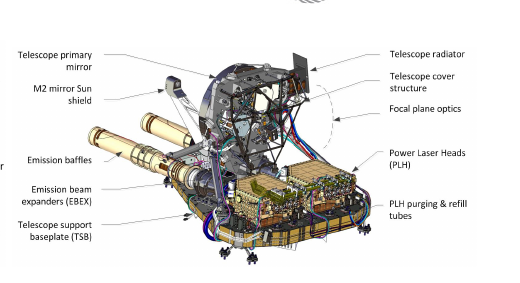 Telescope primary
mirror
M2 mirror Sun
shield
Emission baffles
Emission beam
expanders (EBEX)
Telescope support
baseplate (TSB)
Telescope radiator
Telescope cover
structure
Focal plane optics
Power Laser Heads
(PLH)
PLH purging & refill
tubes